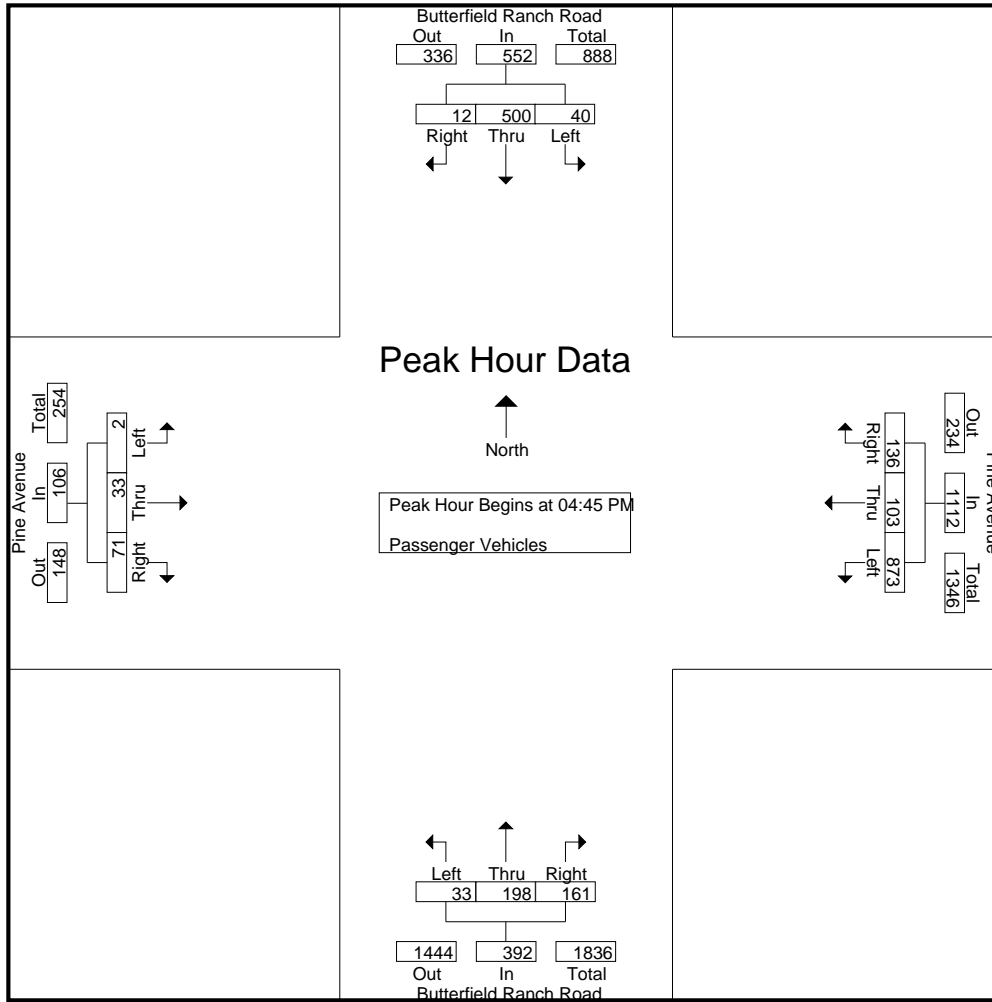 Butterfield Ranch Road
Out In Total
336 552 888
12 500 40
Right Thru Left
Peak Hour Data
North
Peak Hour Begins at 04:45 PM
Passenger Vehicles
Pine Avenue
Total In Out
254 106 148
2 33 71
Left Thru Right
Pine Avenue
Out In Total
234 1112 1346
136 103 873
Right Thru Left
Left Thru Right
33 198 161
1444 392 1836
Out In Total
Butterfield Ranch Road